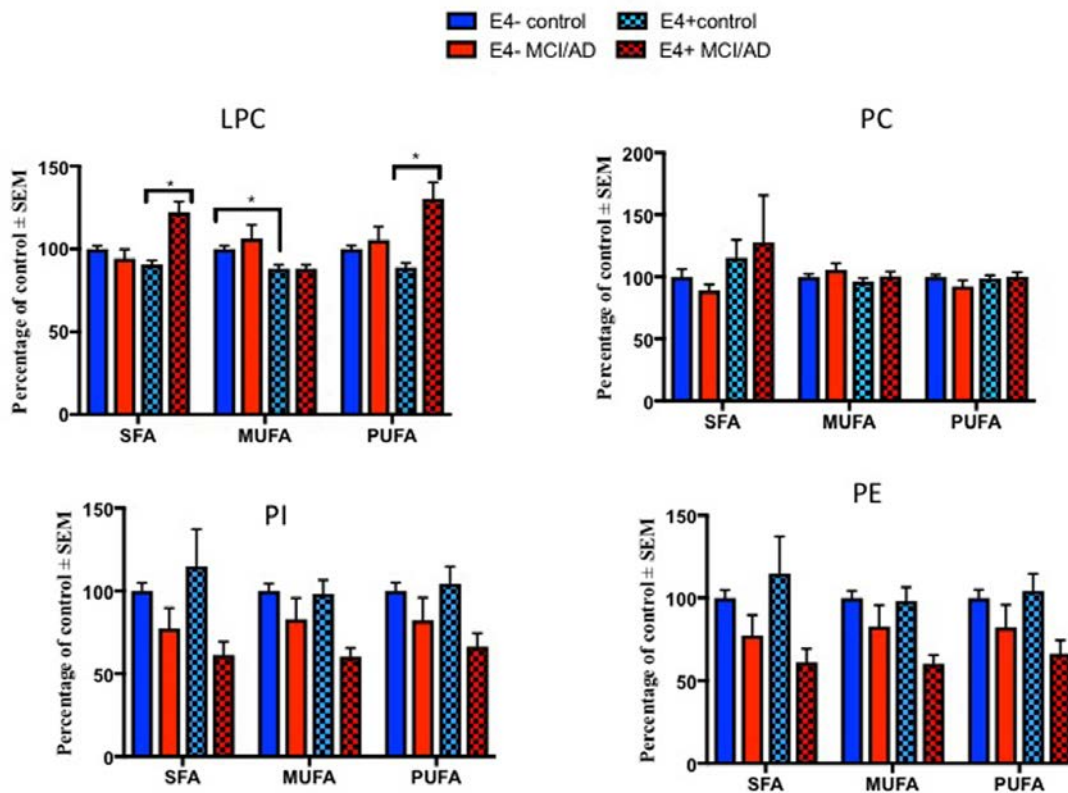 E4- control E4+control
E4- MCI/AD E4+ MCI/AD
LPC
Percentage of control ± SEM
150
100
50
0
*
*
*
SFA MUFA PUFA
PC
Percentage of control ± SEM
200
150
100
50
0
SFA MUFA PUFA
PI
Percentage of control ± SEM
150
100
50
0
SFA MUFA PUFA
PE
Percentage of control ± SEM
150
100
50
0
SFA MUFA PUFA